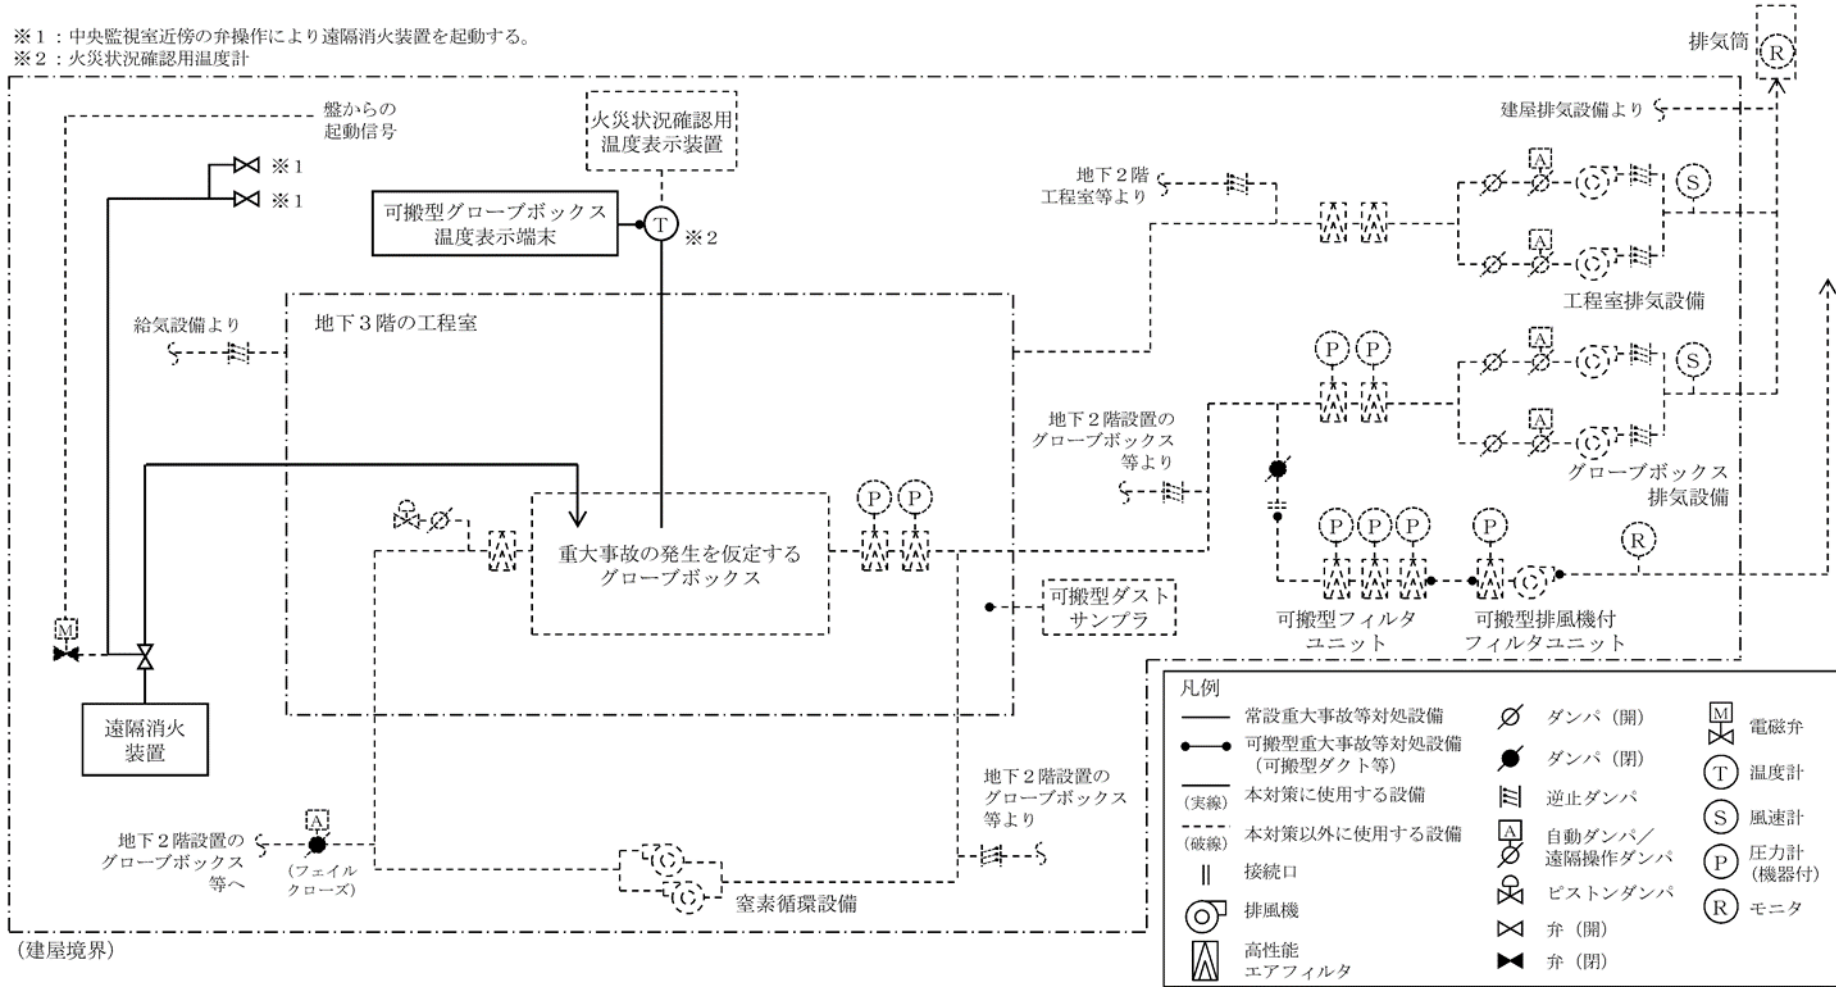 ※１：中央監視室近傍の弁操作により遠隔消火装置を起動する。
※２：火災状況確認用温度計
盤からの
起動信号
※１
※１
火災状況確認用
温度表示装置
可搬型グローブボックス
温度表示端末
T
※２
排気筒
R
建屋排気設備より
地下２階
工程室等より
A
S
A
工程室排気設備
給気設備より
地下３階の工程室
P
P
A
S
A
地下２階設置の
グローブボックス
等より
グローブボックス
排気設備
重大事故の発生を仮定する
グローブボックス
P
P
P
P
P
P
R
可搬型ダスト
サンプラ
可搬型フィルタ
ユニット
可搬型排風機付
フィルタユニット
M
遠隔消火
装置
地下２階設置の
グローブボックス
等へ
A
（フェイル
クローズ）
窒素循環設備
地下２階設置の
グローブボックス
等より
（建屋境界）
凡例
常設重大事故等対処設備
可搬型重大事故等対処設備
（可搬型ダクト等）
（実線）
本対策に使用する設備
（破線）
本対策以外に使用する設備
接続口
排風機
高性能
エアフィルタ
ダンパ（開）
ダンパ（閉）
逆止ダンパ
A
自動ダンパ／
遠隔操作ダンパ
ピストンダンパ
弁（開）
弁（閉）
M
電磁弁
T
温度計
S
風速計
P
圧力計
（機器付）
R
モニタ